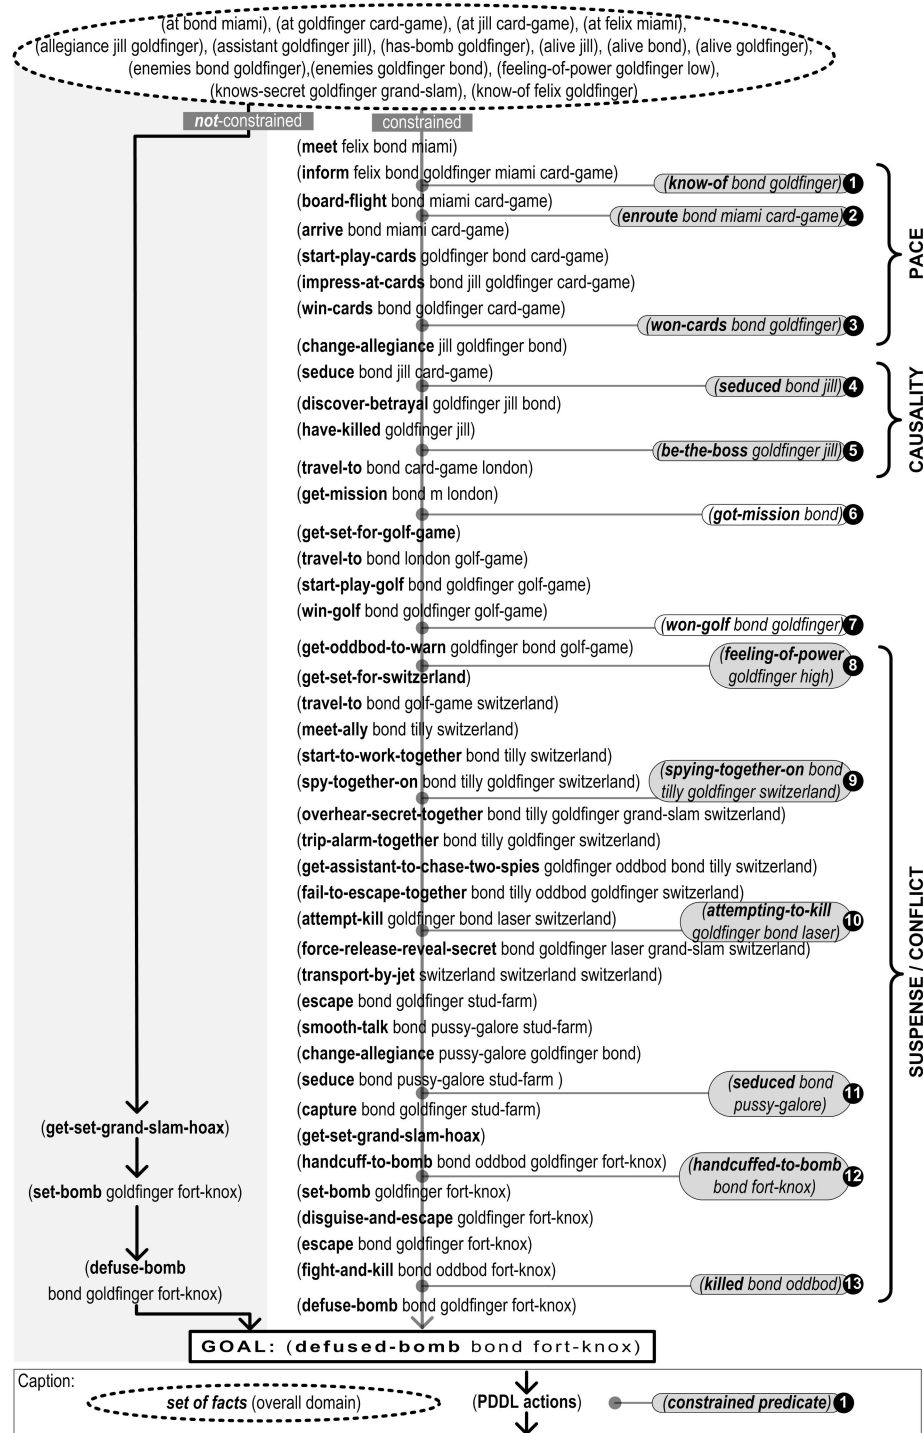 (at bond miami), (at goldfinger card-game), (at jill card-game), (at felix miami),
(allegiance jill goldfinger), (assistant goldfinger jill), (has-bomb goldfinger), (alive jill), (alive bond), (alive goldfinger),
(enemies bond goldfinger),(enemies goldfinger bond), (feeling-of-power goldfinger low),
(knows-secret goldfinger grand-slam), (know-of felix goldfinger)
not-constrained
constrained
(meet felix bond miami)
(inform felix bond goldfinger miami card-game)
(know-of bond goldfinger) 1
(board-flight bond miami card-game)
(enroute bond miami card-game) 2
(arrive bond miami card-game)
(start-play-cards goldfinger bond card-game)
(impress-at-cards bond jill goldfinger card-game)
(win-cards bond goldfinger card-game)
(won-cards bond goldfinger) 3
PACE
(change-allegiance jill goldfinger bond)
(seduce bond jill card-game)
(seduced bond jill) 4
(discover-betrayal goldfinger jill bond)
(have-killed goldfinger jill)
(be-the-boss goldfinger jill) 5
CAUSALITY
(travel-to bond card-game london)
(get-mission bond m london)
(got-mission bond) 6
(get-set-for-golf-game)
(travel-to bond london golf-game)
(start-play-golf bond goldfinger golf-game)
(win-golf bond goldfinger golf-game)
(won-golf bond goldfinger) 7
(get-oddbod-to-warn goldfinger bond golf-game)
(feeling-of-power
goldfinger high) 8
(get-set-for-switzerland)
(travel-to bond golf-game switzerland)
(meet-ally bond tilly switzerland)
(start-to-work-together bond tilly switzerland)
(spy-together-on bond tilly goldfinger switzerland)
(spying-together-on bond
tilly goldfinger switzerland) 9
(overhear-secret-together bond tilly goldfinger grand-slam switzerland)
(trip-alarm-together bond tilly goldfinger switzerland)
(get-assistant-to-chase-two-spies goldfinger oddbod bond tilly switzerland)
(fail-to-escape-together bond tilly oddbod goldfinger switzerland)
(attempt-kill goldfinger bond laser switzerland)
(attempting-to-kill
goldfinger bond laser) 10
(force-release-reveal-secret bond goldfinger laser grand-slam switzerland)
(transport-by-jet switzerland switzerland switzerland)
(escape bond goldfinger stud-farm)
(smooth-talk bond pussy-galore stud-farm)
(change-allegiance pussy-galore goldfinger bond)
(seduce bond pussy-galore stud-farm )
(seduced bond
pussy-galore) 11
(capture bond goldfinger stud-farm)
(get-set-grand-slam-hoax)
(handcuff-to-bomb bond oddbod goldfinger fort-knox)
(handcuffed-to-bomb
bond fort-knox) 12
(set-bomb goldfinger fort-knox)
(disguise-and-escape goldfinger fort-knox)
(escape bond goldfinger fort-knox)
(fight-and-kill bond oddbod fort-knox)
(killed bond oddbod) 13
(defuse-bomb bond goldfinger fort-knox)
SUSPENSE / CONFLICT
(get-set-grand-slam-hoax)
(set-bomb goldfinger fort-knox)
(defuse-bomb
bond goldfinger fort-knox)
GOAL: (defused-bomb bond fort-knox)
Caption:
set of facts (overall domain)
(PDDL actions)
(constrained predicate) 1